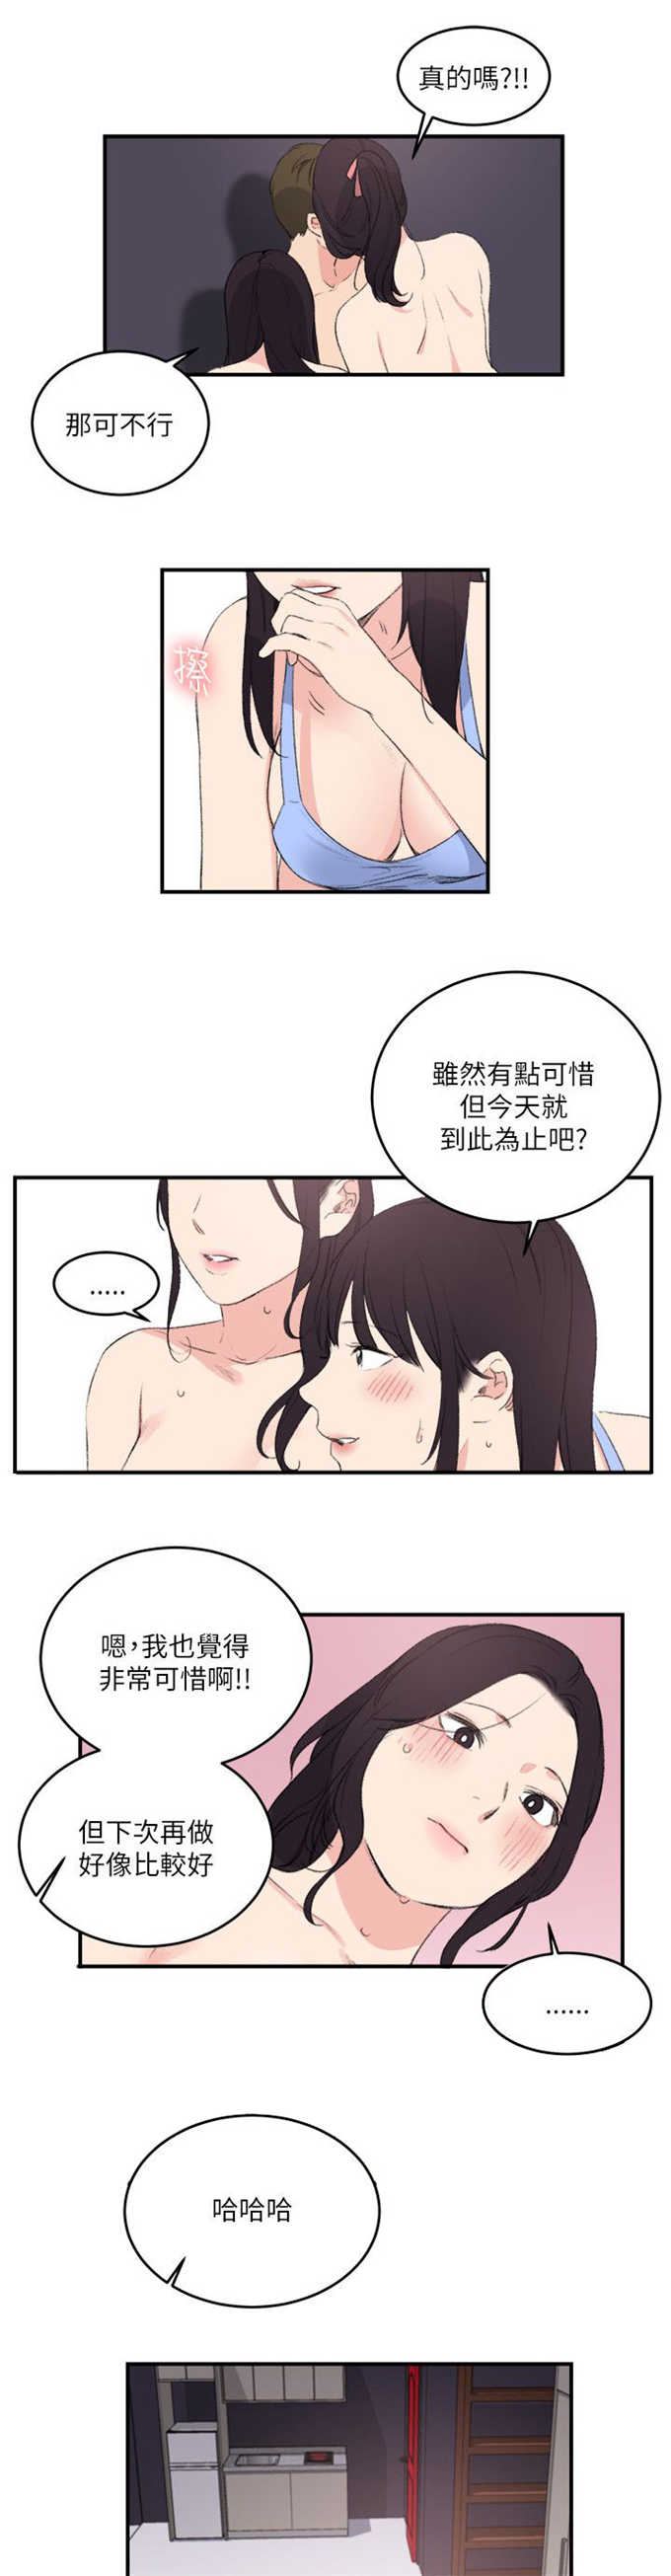 真的嗎?!!
那可不行
擦
雖然有點可惜
但今天就
到此為止吧?
.....
嗯,我也覺得
非常可惜啊!!
但下次再做
好像比較好
......
哈哈哈